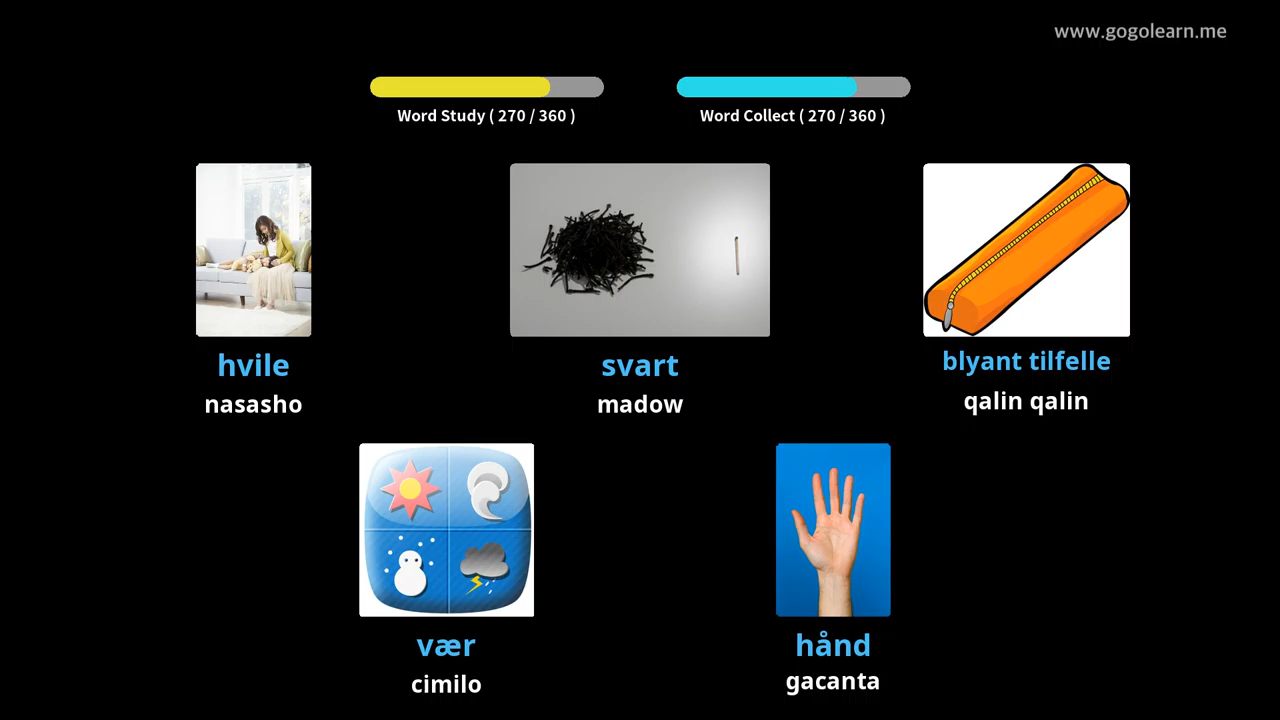 www.gogolearn.me
Word Study ( 270 / 360 )
Word Collect ( 270 / 360 )
hvile
nasasho
svart
madow
blyant tilfelle
qalin qalin
vær
cimilo
hånd
gacanta